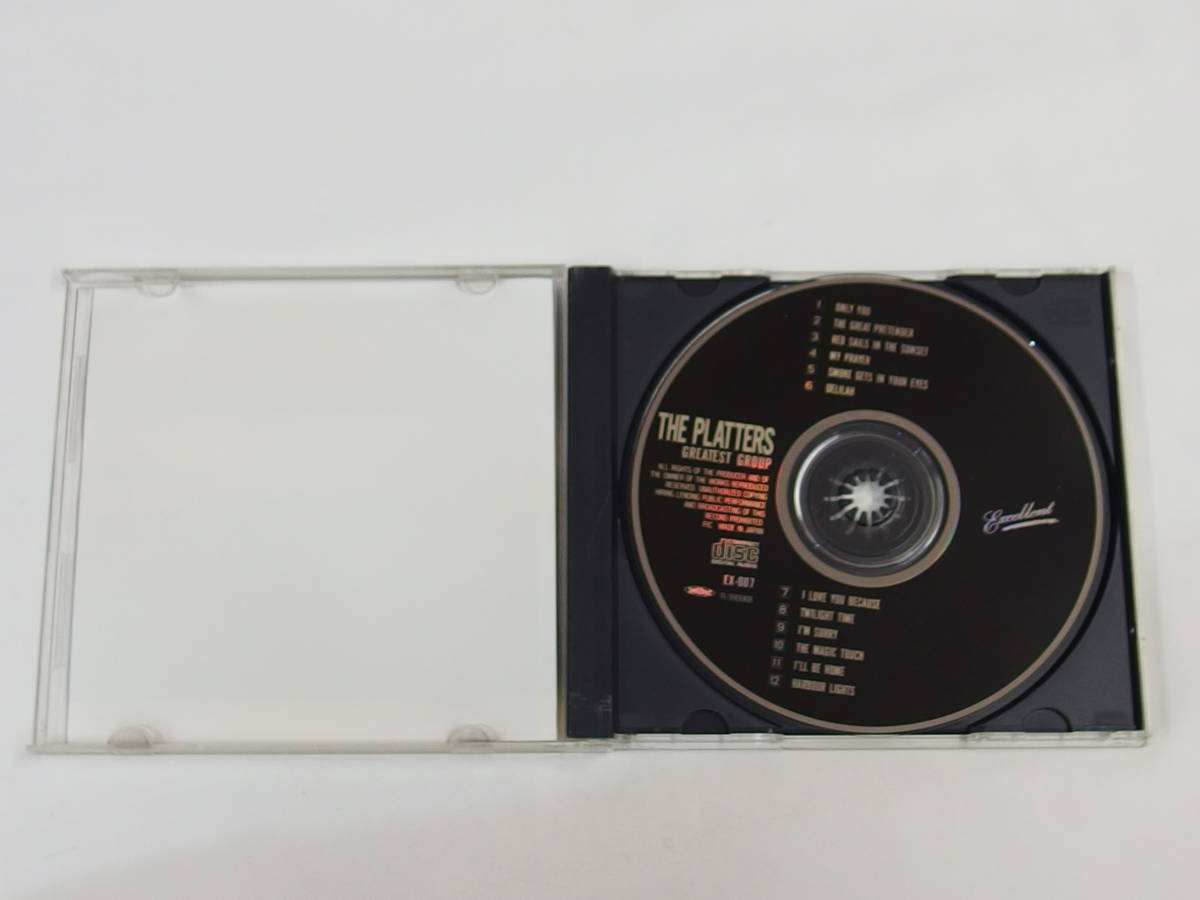 1 ONLY YOU
2 THE GREAT PRETENDER
3 RED SAILS IN THE SUNSET
4 MY PRAYER
5 SMOKE GETS IN YOUR EYES
6 DELILAH
THE PLATTERS
GREATEST GROUP
ALL RIGHTS OF THE PRODUCER AND OF
THE OWNER OF THE WORKS REPRODUCED
RESERVED UNAUTHORIZED COPYING
HIRING LENDING PUBLIC PERFORMANCE
AND BROADCASTING OF THIS
RECORD PROHIBITED
MADE IN JAPAN
COMPACT
disc
DIGITAL AUDIO
EX-007
Excellent
7 I LOVE YOU BECAUSE
8 TWILIGHT TIME
9 I'M SORRY
10 THE MAGIC TOUCH
11 I'LL BE HOME
12 HARBOUR LIGHTS